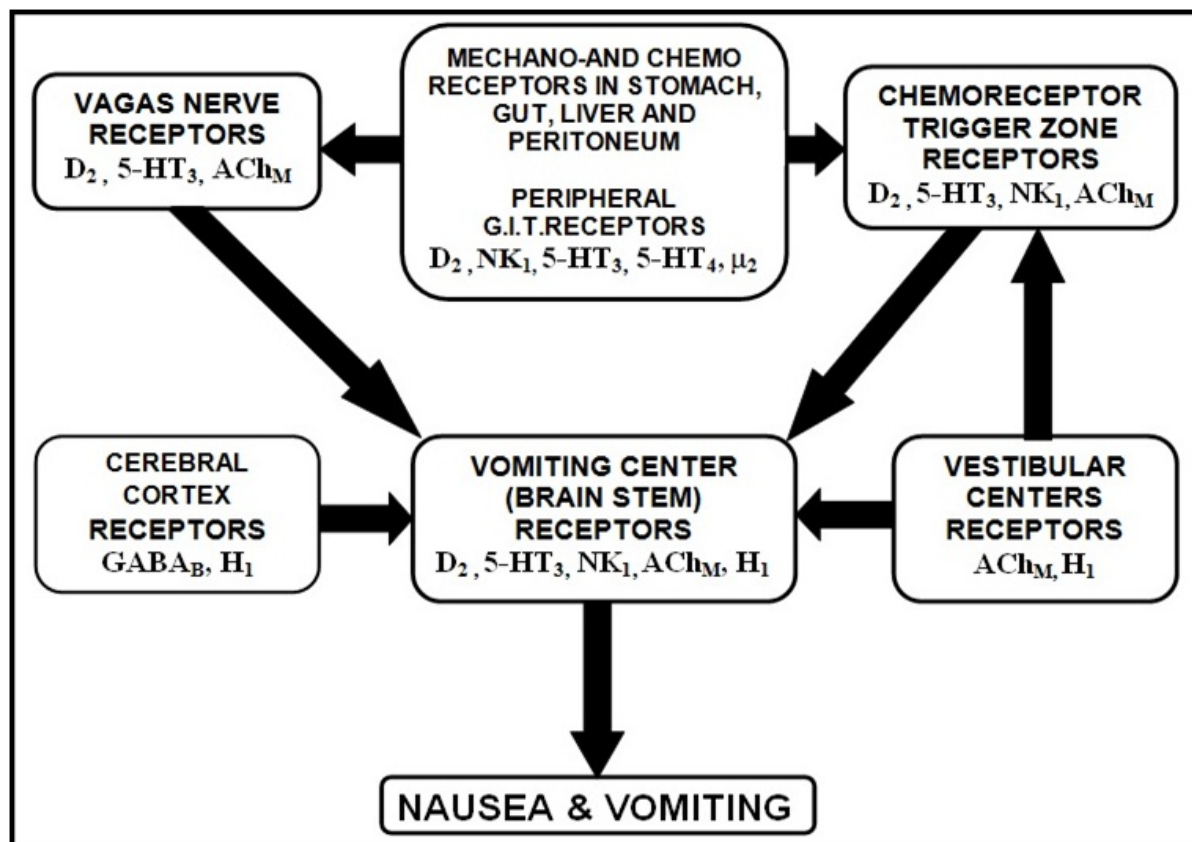 VAGAS NERVE
RECEPTORS
D₂ , 5-HT₃, AChM
MECHANO-AND CHEMO
RECEPTORS IN STOMACH,
GUT, LIVER AND
PERITONEUM
PERIPHERAL
G.I.T.RECEPTORS
D₂ , NK₁, 5-HT₃, 5-HT₄, μ₂
CHEMORECEPTOR
TRIGGER ZONE
RECEPTORS
D₂ , 5-HT₃, NK₁, AChM
CEREBRAL
CORTEX
RECEPTORS
GABAB, H₁
VOMITING CENTER
(BRAIN STEM)
RECEPTORS
D₂ , 5-HT₃, NK₁, AChM, H₁
VESTIBULAR
CENTERS
RECEPTORS
AChM, H₁
NAUSEA & VOMITING